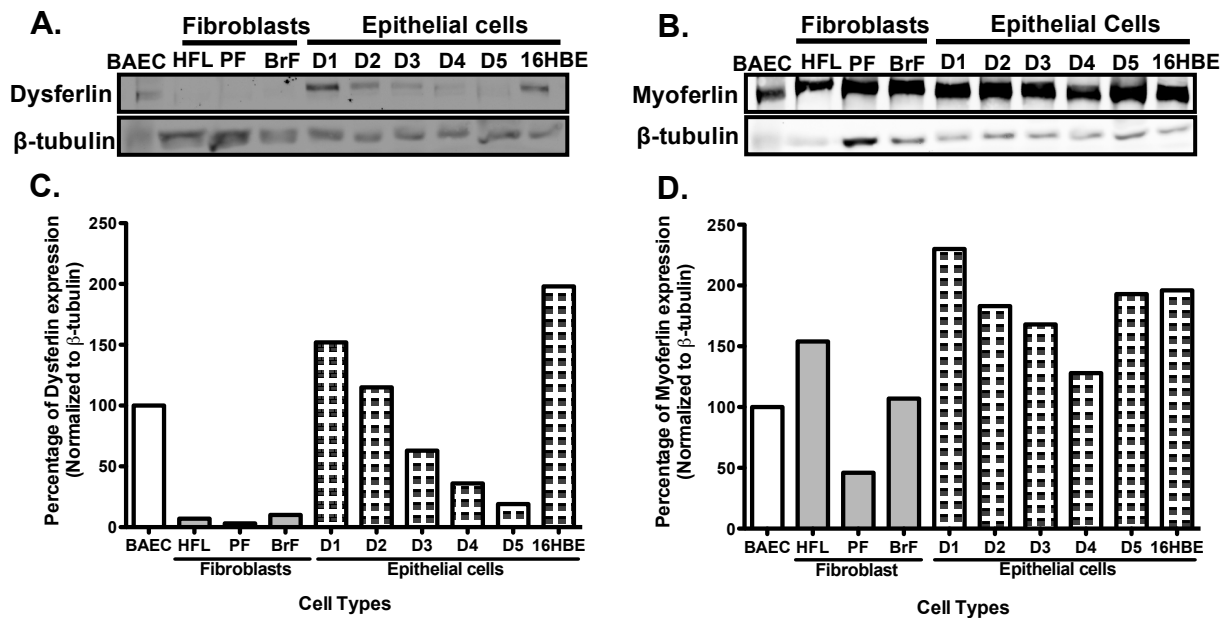 A.
Fibroblasts Epithelial cells
BAEC HFL PF BrF D1 D2 D3 D4 D5 16HBE
Dysferlin
β-tubulin
B.
Fibroblasts Epithelial Cells
BAEC HFL PF BrF D1 D2 D3 D4 D5 16HBE
Myoferlin
β-tubulin
C.
Percentage of Dysferlin expression
(Normalized to β-tubulin)
250
200
150
100
50
0
BAEC HFL PF BrF D1 D2 D3 D4 D5 16HBE
Fibroblasts Epithelial cells
Cell Types
D.
Percentage of Myoferlin expression
(Normalized to β-tubulin)
250
200
150
100
50
0
BAEC HFL PF BrF D1 D2 D3 D4 D5 16HBE
Fibroblast Epithelial cells
Cell Types